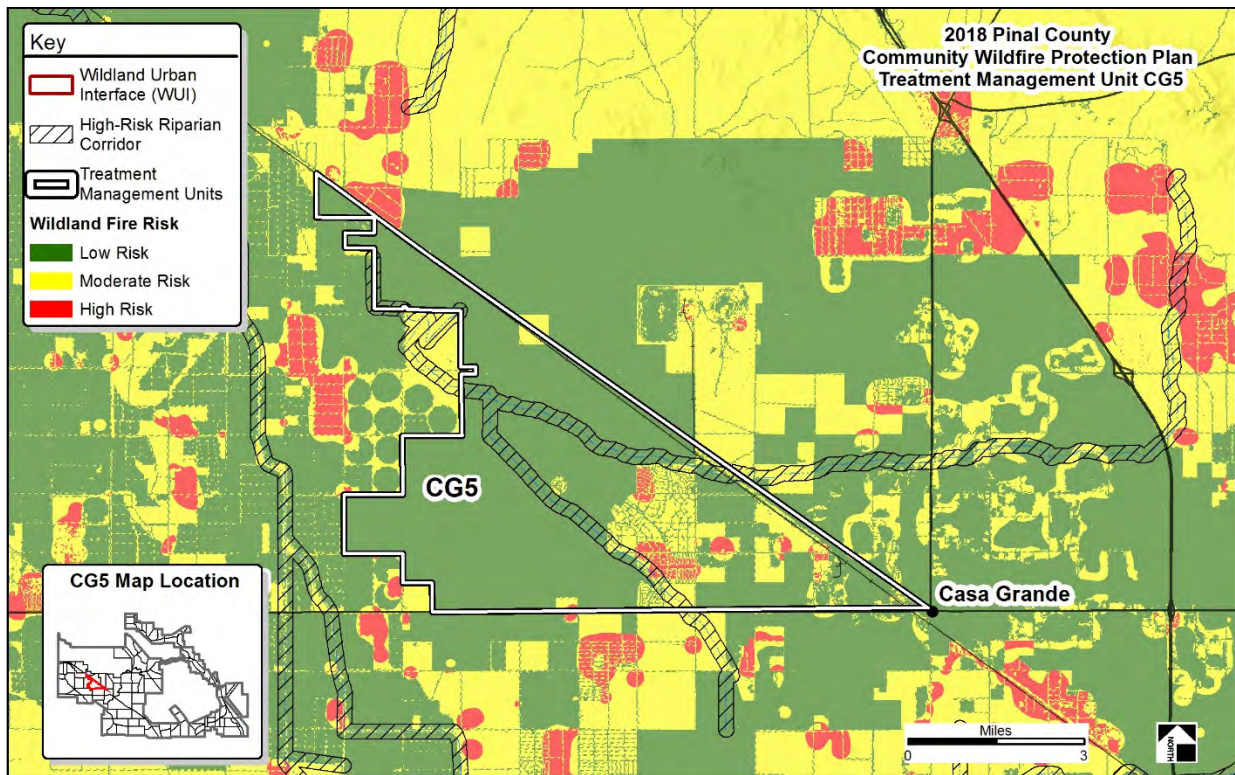 Key
Wildland Urban
Interface (WUI)
High-Risk Riparian
Corridor
Treatment
Management Units
Wildland Fire Risk
Low Risk
Moderate Risk
High Risk
2018 Pinal County
Community Wildfire Protection Plan
Treatment Management Unit CG5
CG5
Casa Grande
CG5 Map Location
Miles
0 3
NORTH